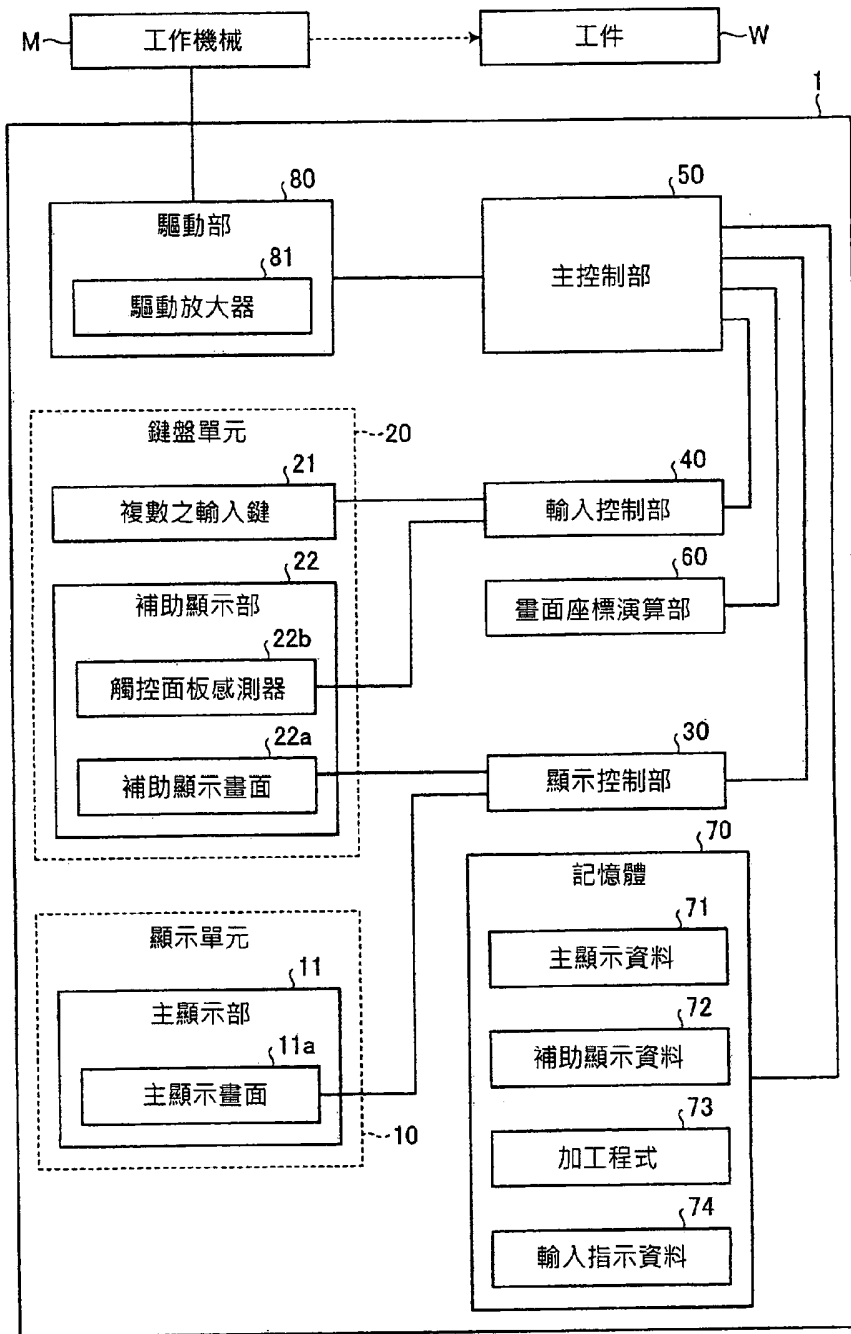 M 工作機械 工件 W
1
80 50
驅動部
81
主控制部
驅動放大器
鍵盤單元
20
21 40
複數之輸入鍵 輸入控制部
22 60
補助顯示部 畫面座標演算部
22b
觸控面板感測器
22a 30
補助顯示畫面 顯示控制部
70
記憶體
顯示單元 71
11 主顯示資料
主顯示部 72
11a 補助顯示資料
主顯示畫面
73
10 加工程式
74
輸入指示資料